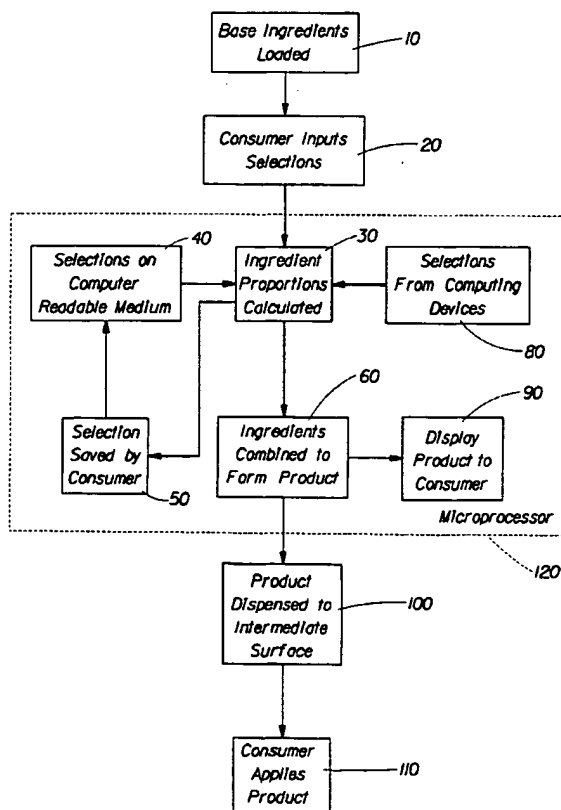 Base Ingredients
Loaded
10
Consumer Inputs
Selections
20
40
30
Selections on
Computer
Readable Medium
Ingredient
Proportions
Calculated
Selections
From Computing
Devices
80
60
90
Selection
Saved by
Consumer
50
Ingredients
Combined to
Form Product
Display
Product to
Consumer
Microprocessor
120
Product
Dispensed to
Intermediate
Surface
100
Consumer
Applies
Product
110